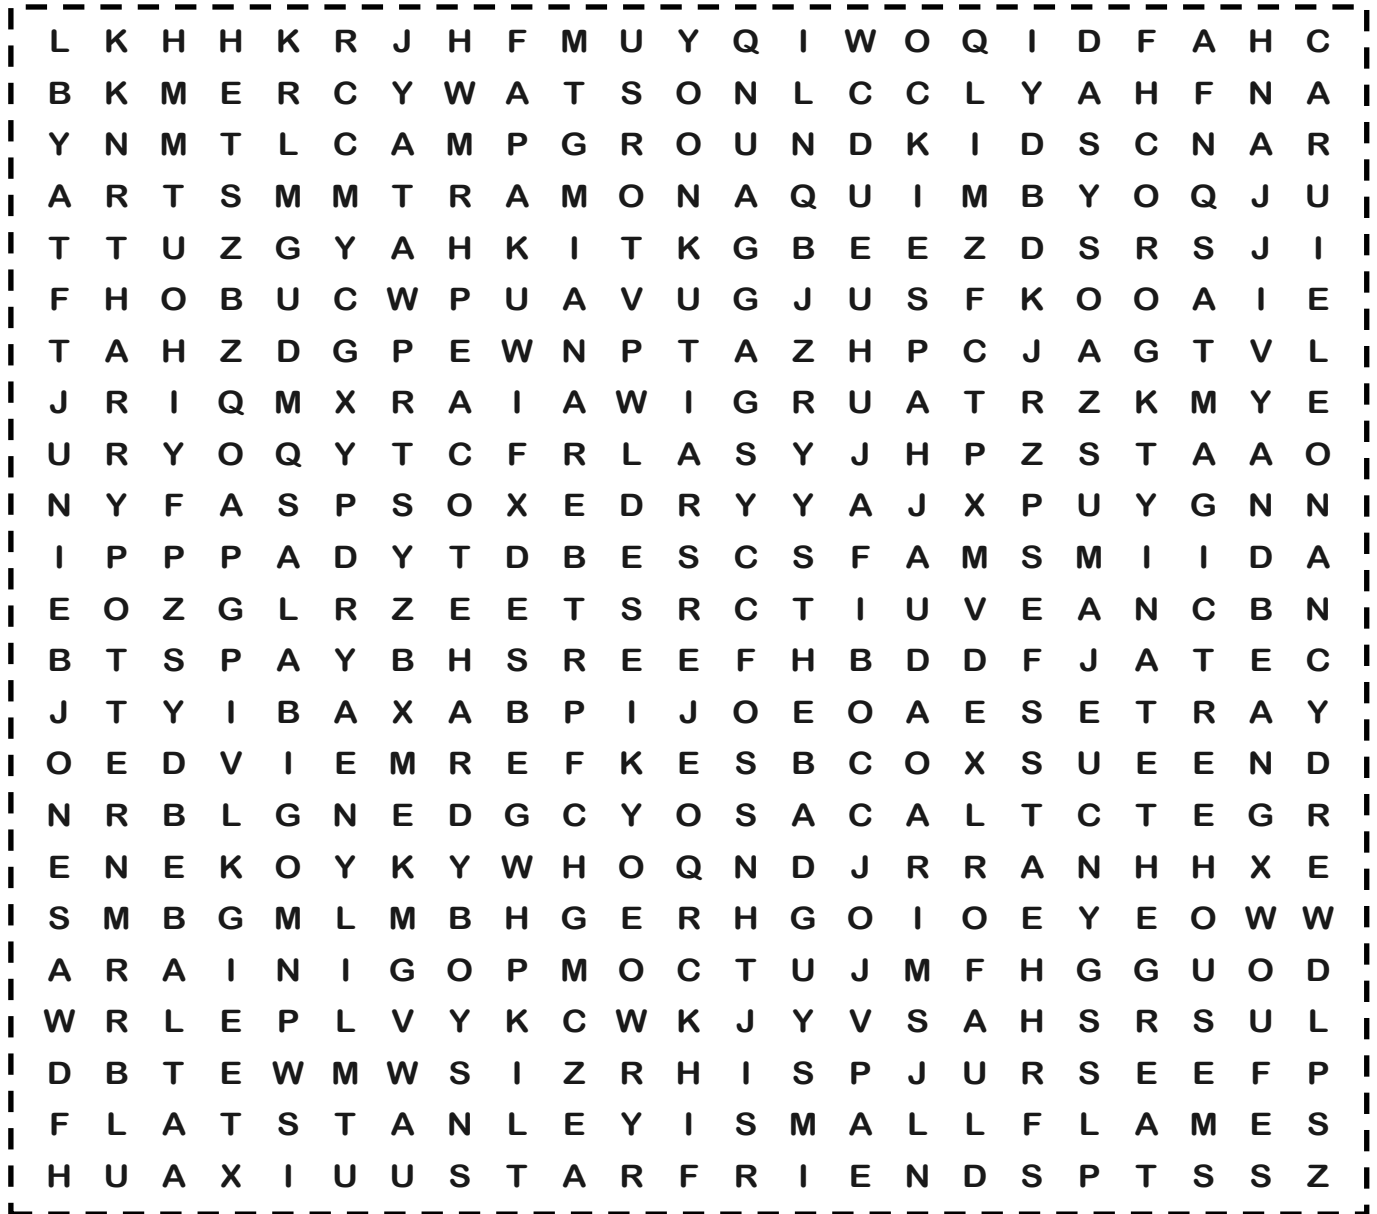 L K H H K R J H F M U Y Q I W O Q I D F A H C
B K M E R C Y W A T S O N L C C L Y A H F N A
Y N M T L C A M P G R O U N D K I D S C N A R
A R T S M M T R A M O N A Q U I M B Y O Q J U
T T U Z G Y A H K I T K G B E E Z D S R S J I
F H O B U C W P U A V U G J U S F K O O A I E
T A H Z D G P E W N P T A Z H P C J A G T V L
J R I Q M X R A I A W I G R U A T R Z K M Y E
U R Y O Q Y T C F R L A S Y J H P Z S T A A O
N Y F A S P S O X E D R Y Y A J X P U Y G N N
I P P P A D Y T D B E S C S F A M S M I I D A
E O Z G L R Z E E T S R C T I U V E A N C B N
B T S P A Y B H S R E E F H B D D F J A T E C
J T Y I B A X A B P I J O E O A E S E T R A Y
O E D V I E M R E F K E S B C O X S U E E N D
N R B L G N E D G C Y O S A C A L T C T E G R
E N E K O Y K Y W H O Q N D J R R A N H H X E
S M B G M L M B H G E R H G O I O E Y E O W W
A R A I N I G O P M O C T U J M F H G G U O D
W R L E P L V Y K C W K J Y V S A H S R S U L
D B T E W M W S I Z R H I S P J U R S E E F P
F L A T S T A N L E Y I S M A L L F L A M E S
H U A X I U U S T A R F R I E N D S P T S S Z